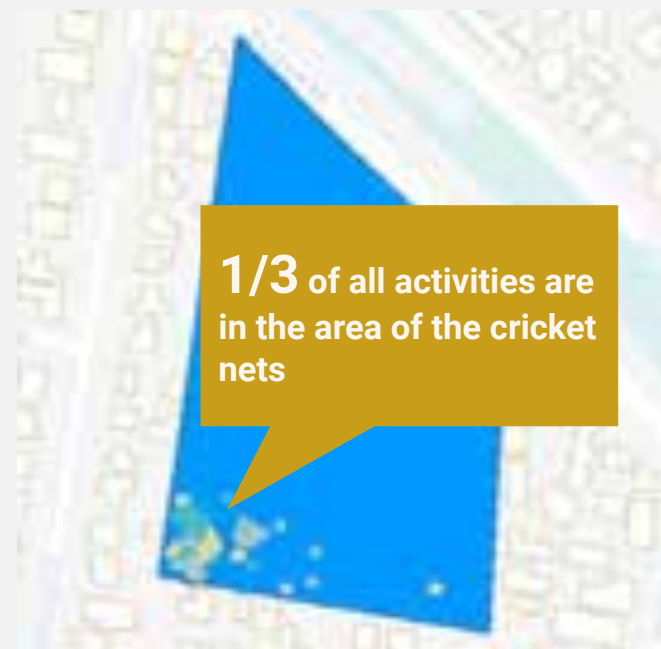 1/3 of all activities are
in the area of the cricket
nets